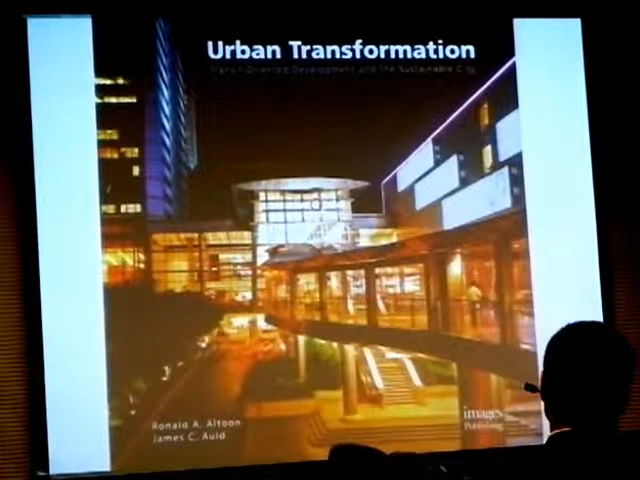 Urban Transformation
Transit-Oriented Development and the Sustainable City
Ronald A. Altoon
James C. Auld
images
Publishing